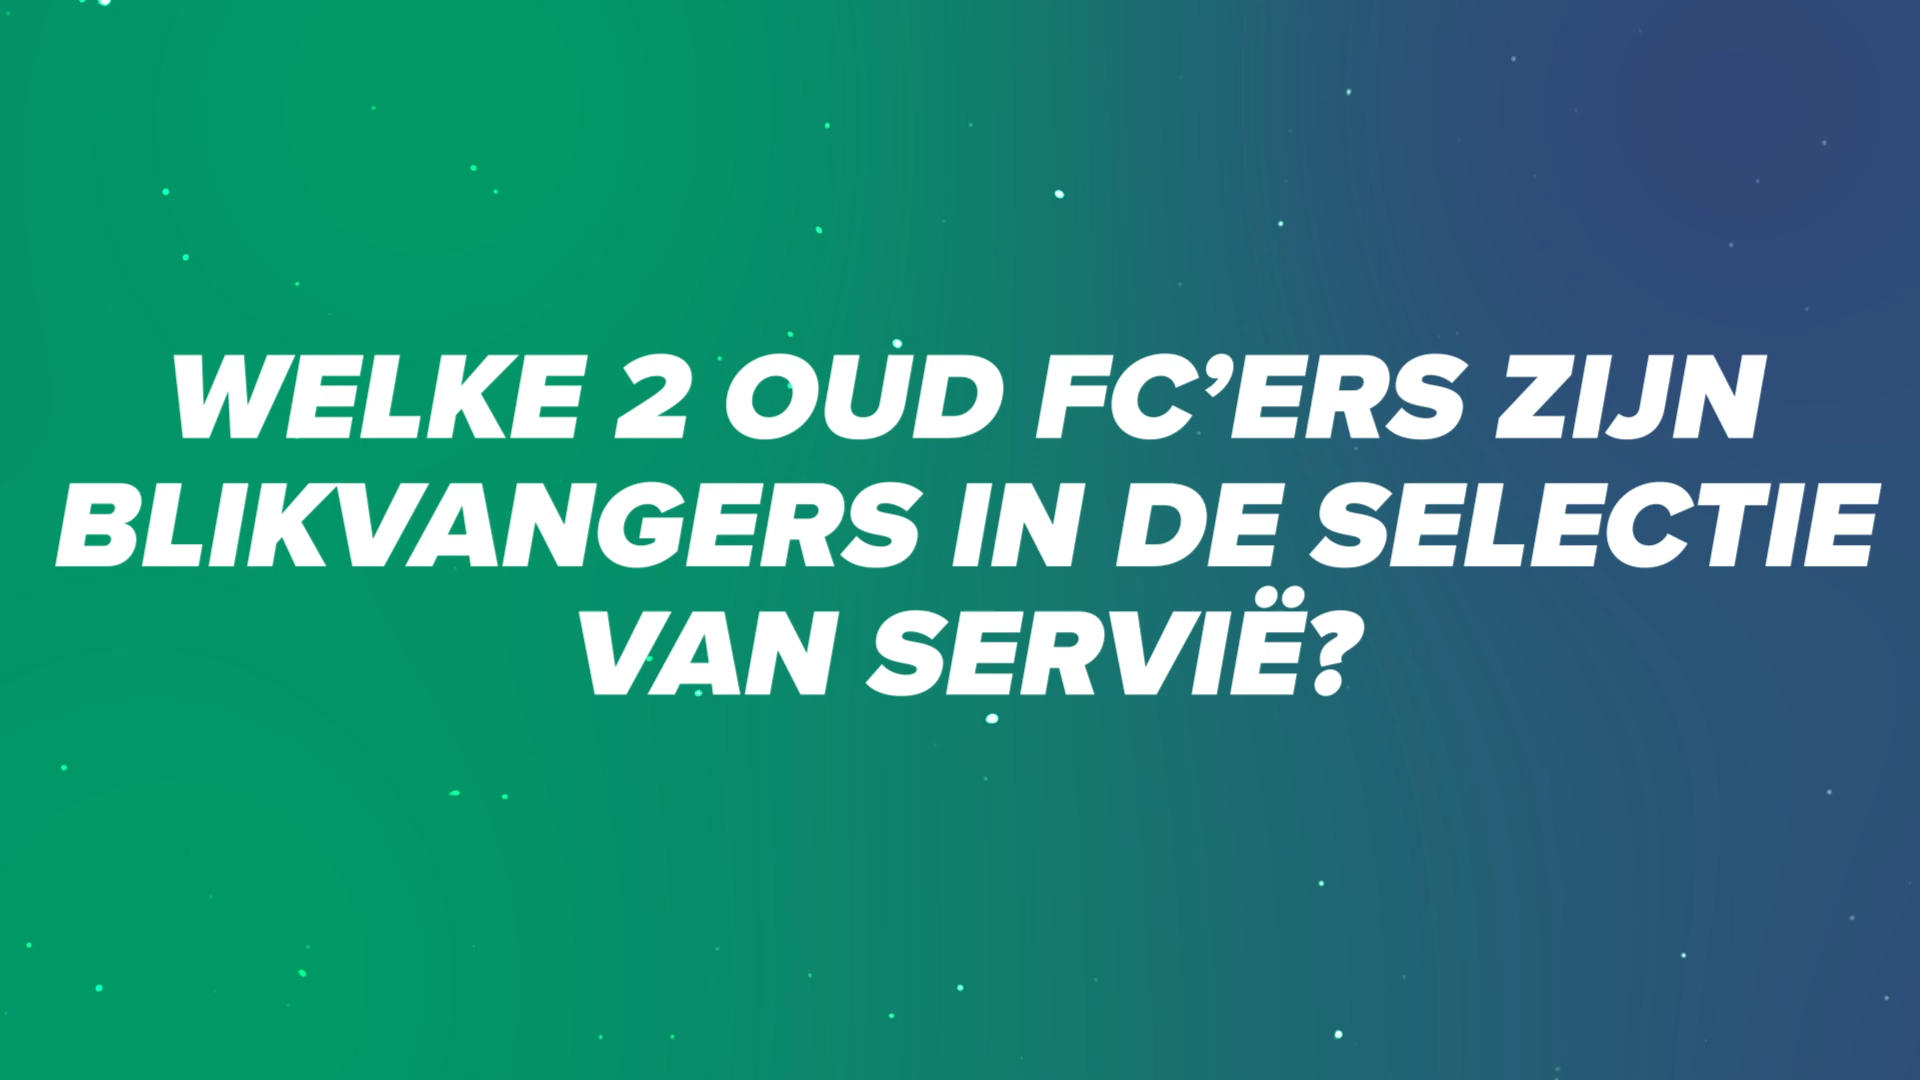 WELKE 2 OUD FC’ERS ZIJN
BLIKVANGERS IN DE SELECTIE
VAN SERVIË?